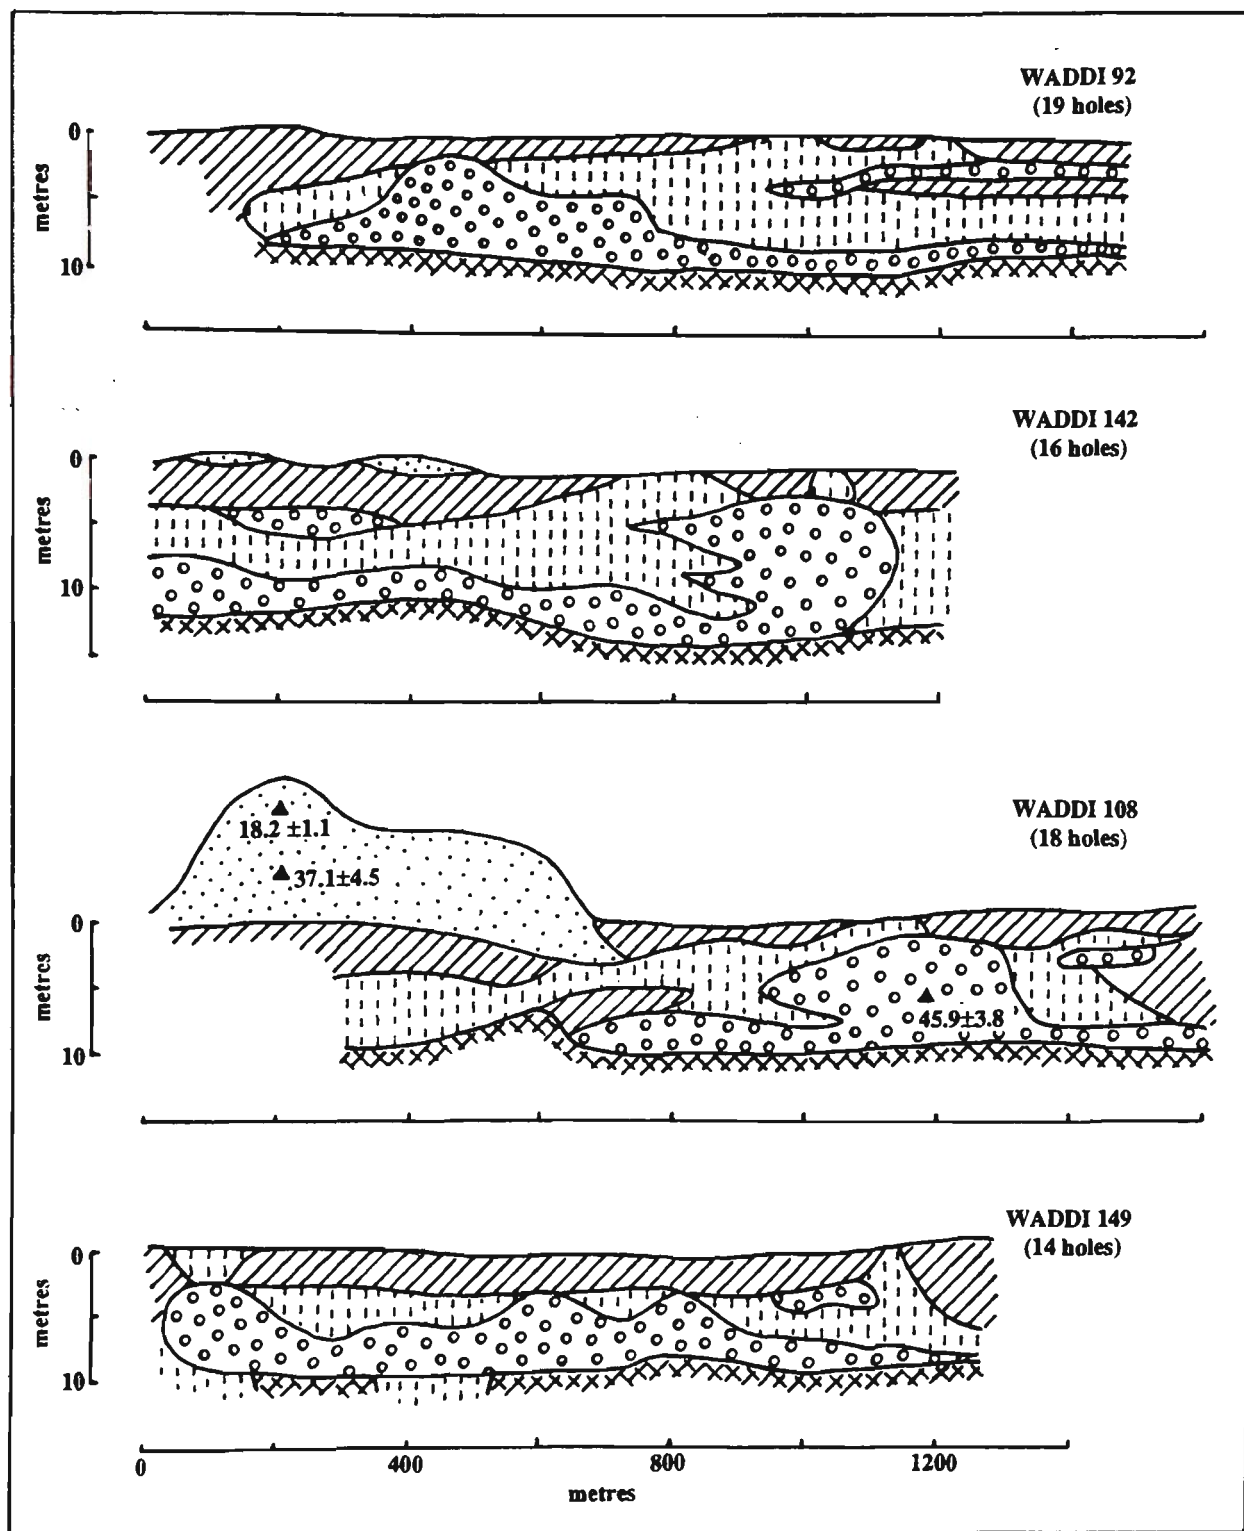 WADDI 92
(19 holes)
0
metres
10
WADDI 142
(16 holes)
0
metres
10
WADDI 108
(18 holes)
18.2 ±1.1
37.1±4.5
0
metres
10
45.9±3.8
WADDI 149
(14 holes)
0
metres
10
0 400 800 1200
metres